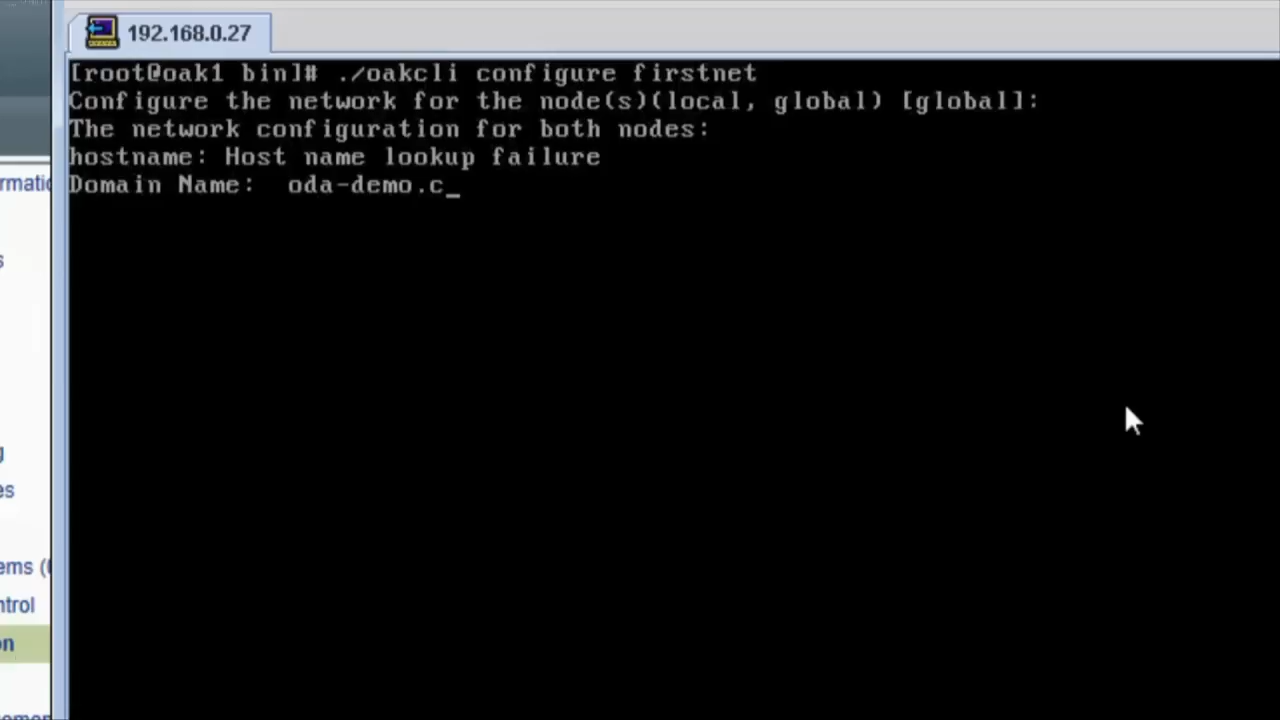 192.168.0.27
[root@oak1 bin]# ./oakcli configure firstnet
Configure the network for the node(s)(local, global) [global]:
The network configuration for both nodes:
hostname: Host name lookup failure
Domain Name:  oda-demo.c_